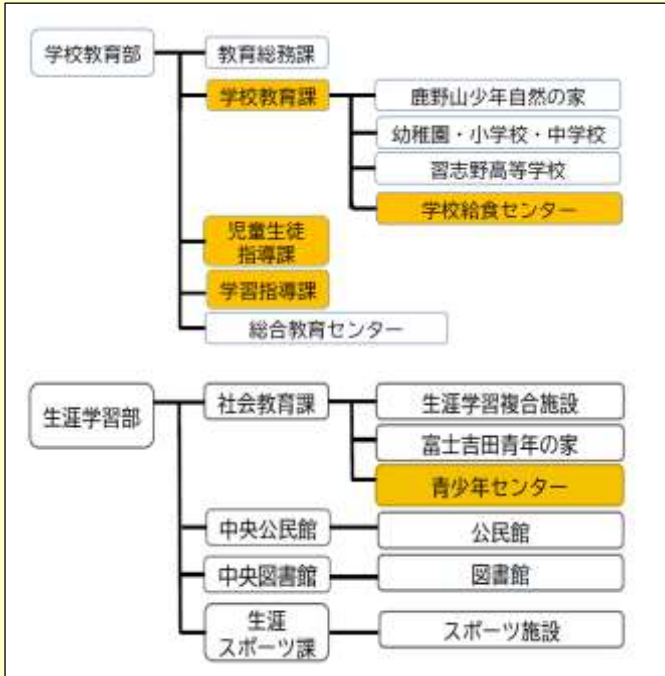 学校教育部
教育総務課
学校教育課
鹿野山少年自然の家
幼稚園・小学校・中学校
習志野高等学校
学校給食センター
児童生徒
指導課
学習指導課
総合教育センター
生涯学習部
社会教育課
生涯学習複合施設
富士吉田青年の家
青少年センター
中央公民館
公民館
中央図書館
図書館
生涯
スポーツ課
スポーツ施設